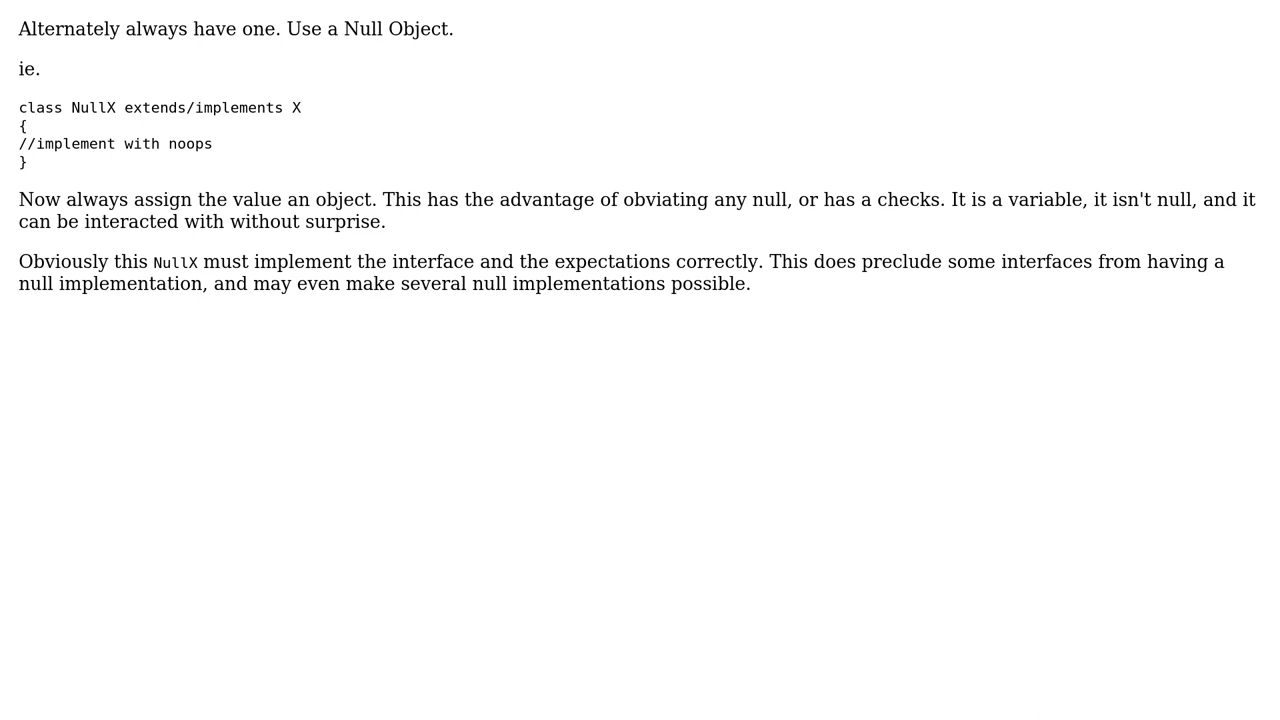 Alternately always have one. Use a Null Object.
ie.
class NullX extends/implements X
{
//implement with noops
}
Now always assign the value an object. This has the advantage of obviating any null, or has a checks. It is a variable, it isn't null, and it
can be interacted with without surprise.
Obviously this NullX must implement the interface and the expectations correctly. This does preclude some interfaces from having a
null implementation, and may even make several null implementations possible.